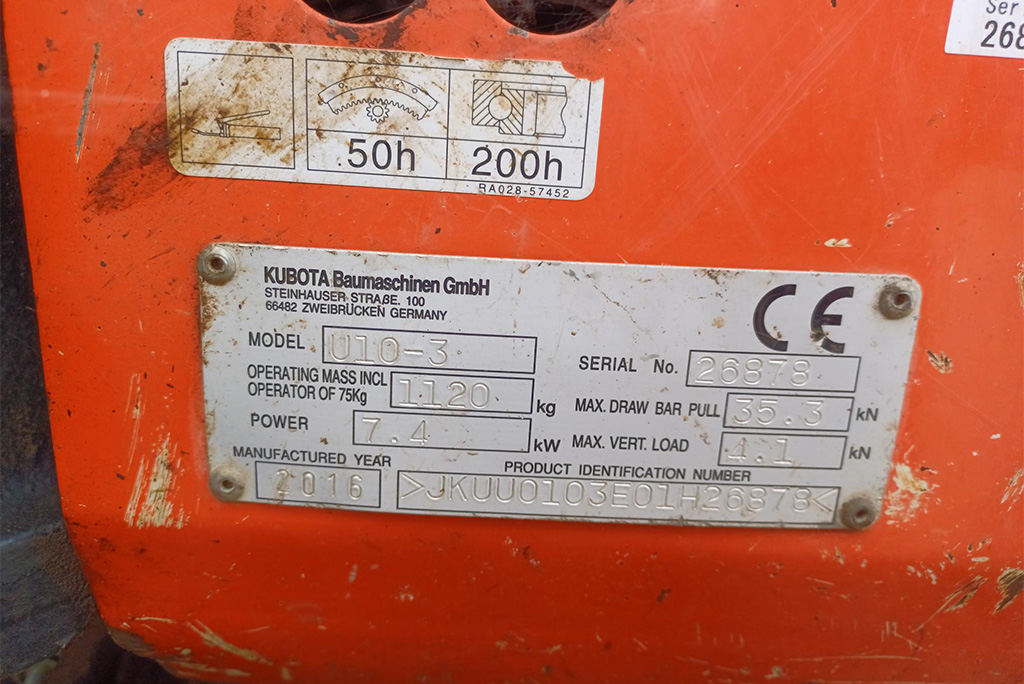 Ser
268
50h 200h
RA028-57452
KUBOTA Baumaschinen GmbH
STEINHAUSER STRAßE. 100
66482 ZWEIBRÜCKEN GERMANY
CE
MODEL U10-3
SERIAL No. 26878
OPERATING MASS INCL
OPERATOR OF 75Kg 1120 kg
MAX. DRAW BAR PULL 35.3 kN
POWER 7.4 kW
MAX. VERT. LOAD 4.1 kN
MANUFACTURED YEAR
2016
PRODUCT IDENTIFICATION NUMBER
>JKUU0103E01H26878<